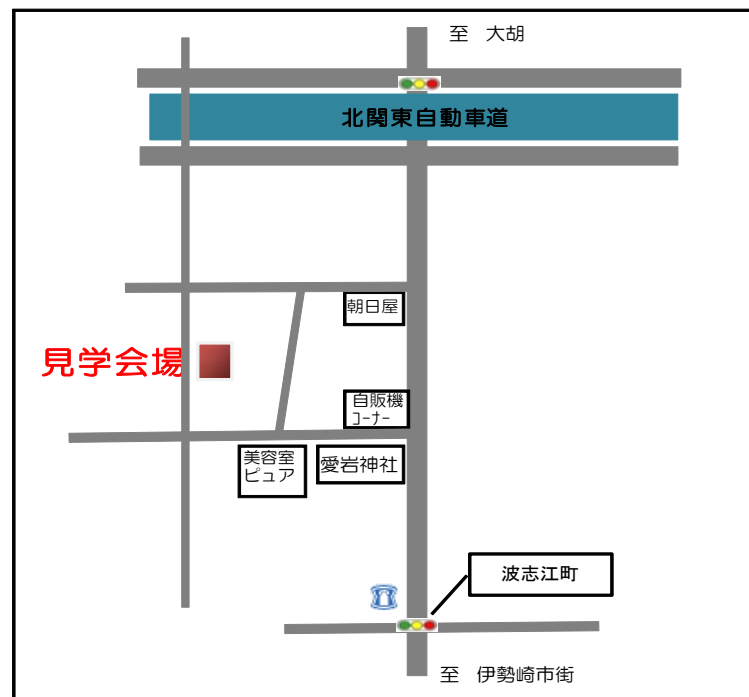 至 大胡
北関東自動車道
朝日屋
見学会場
自販機
コーナー
美容室
ピュア
愛岩神社
波志江町
至 伊勢崎市街